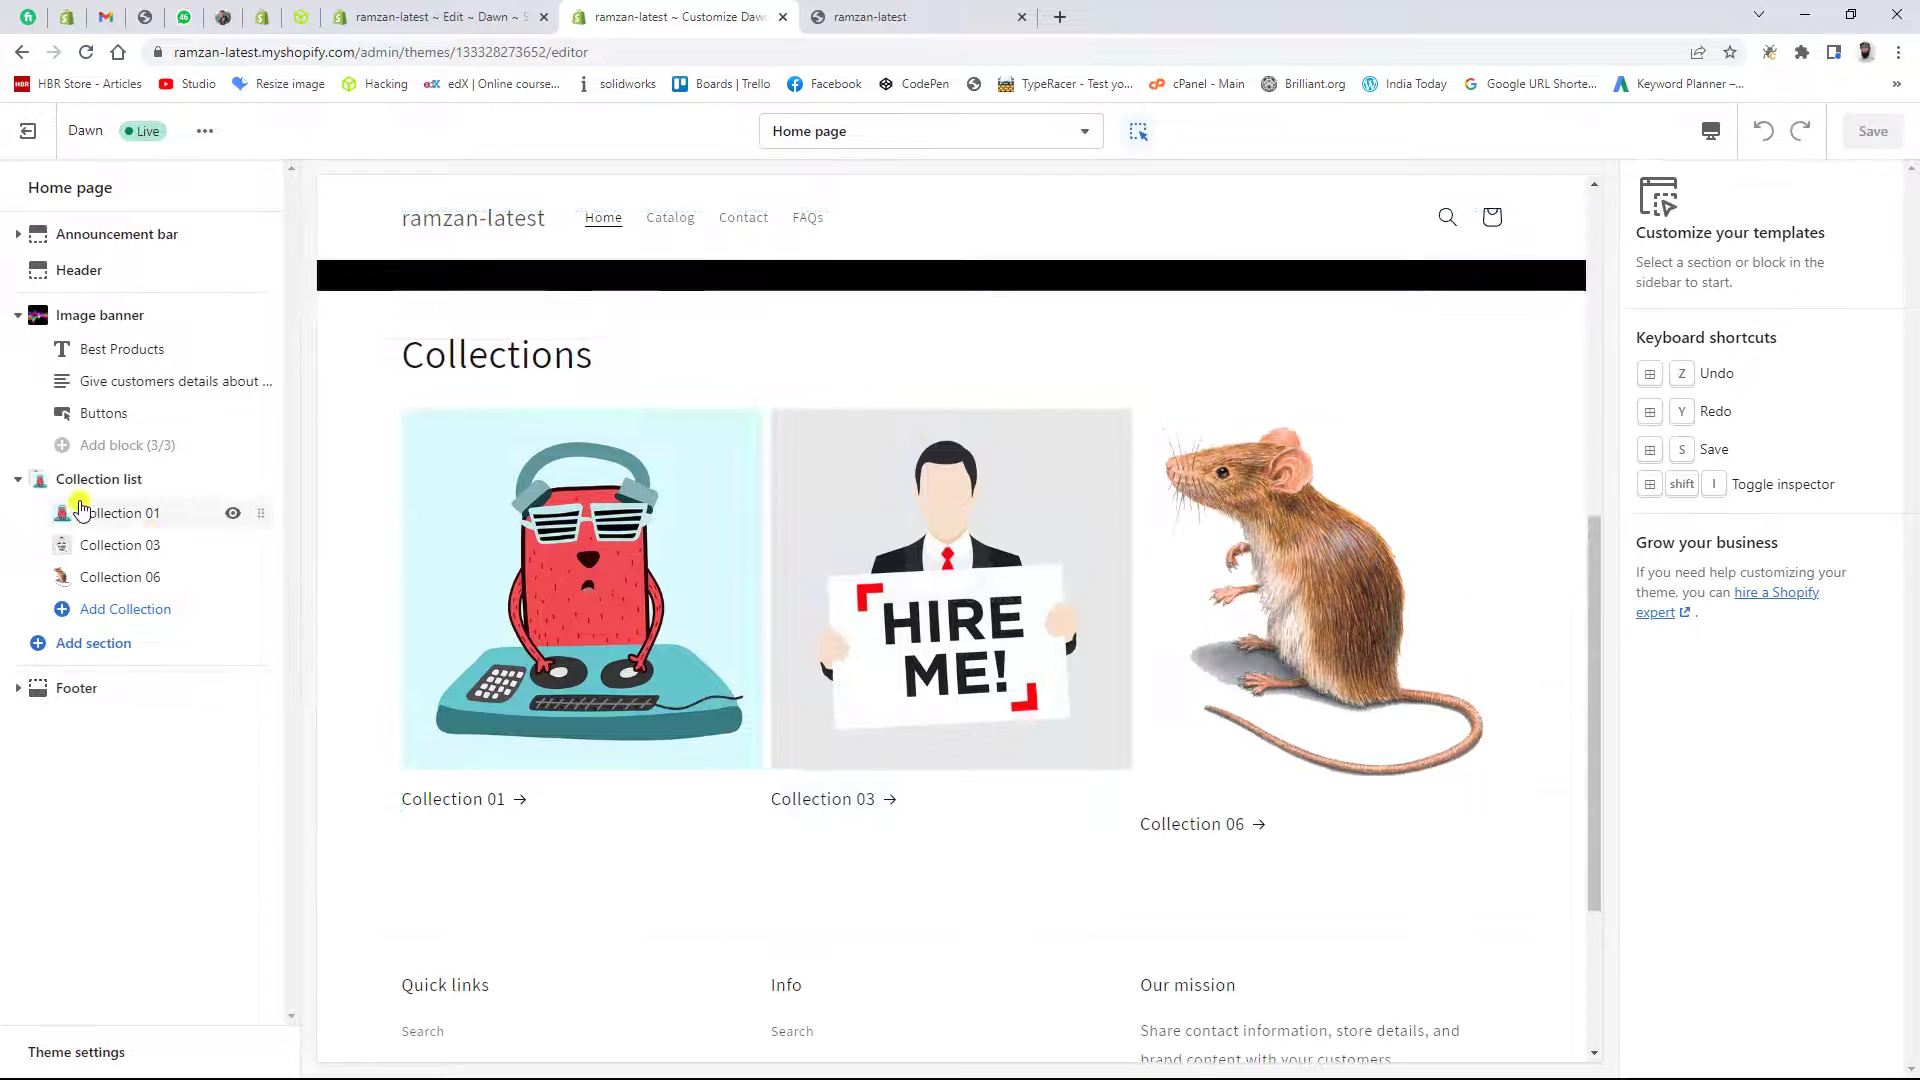 ramzan-latest ~ Edit ~ Dawn ~ S
ramzan-latest ~ Customize Dawn
ramzan-latest
ramzan-latest.myshopify.com/admin/themes/133328273652/editor
HBR Store - Articles
Studio
Resize image
Hacking
edX | Online course...
solidworks
Boards | Trello
Facebook
CodePen
TypeRacer - Test yo...
cPanel - Main
Brilliant.org
India Today
Google URL Shorte...
Keyword Planner –...
»
Dawn
Live
Home page
Save
Home page
Announcement bar
Header
Image banner
Best Products
Give customers details about ...
Buttons
Add block (3/3)
Collection list
Collection 01
Collection 03
Collection 06
Add Collection
Add section
Footer
Theme settings
ramzan-latest
Home
Catalog
Contact
FAQs
Collections
HIRE
ME!
Collection 01 →
Collection 03 →
Collection 06 →
Quick links
Info
Our mission
Search
Search
Share contact information, store details, and
brand content with your customers.
Customize your templates
Select a section or block in the
sidebar to start.
Keyboard shortcuts
Z Undo
Y Redo
S Save
shift I Toggle inspector
Grow your business
If you need help customizing your
theme, you can hire a Shopify
expert .